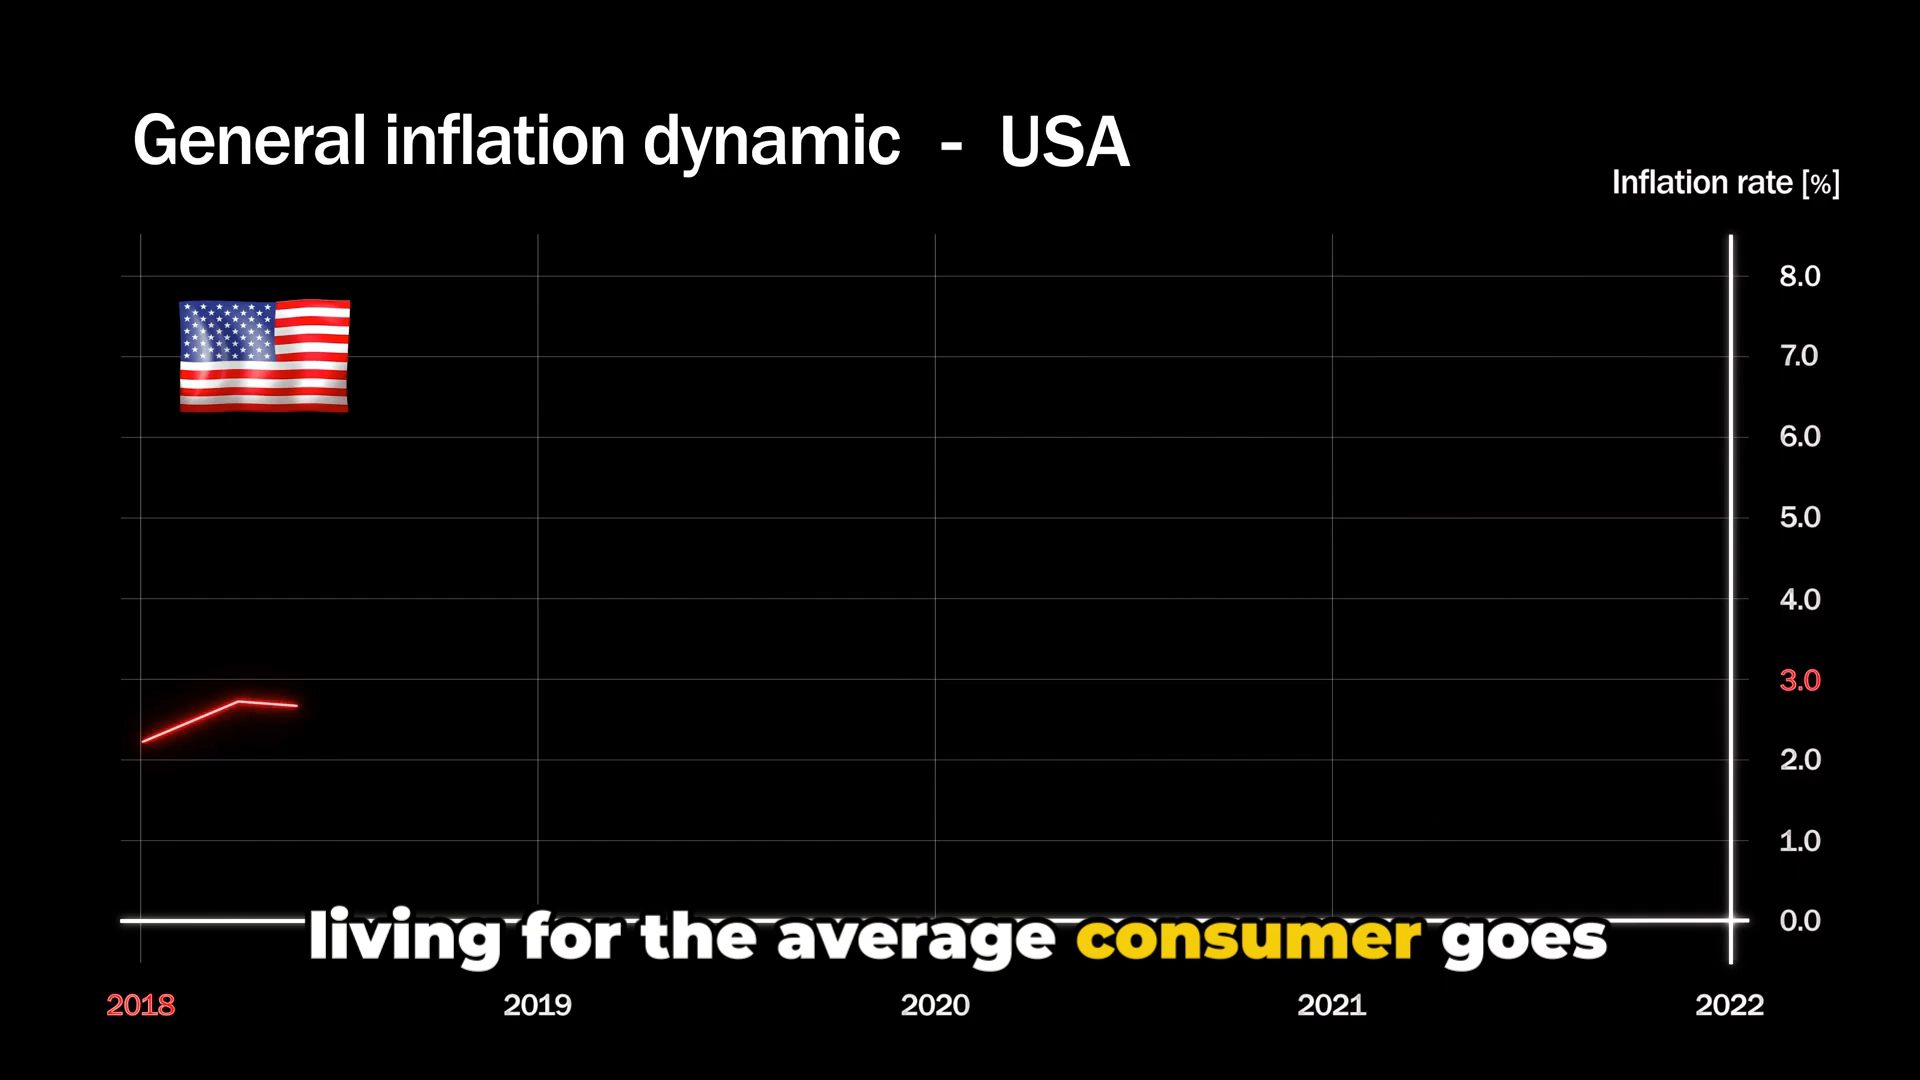 General inflation dynamic - USA
Inflation rate [%]
8.0
7.0
6.0
5.0
4.0
3.0
2.0
1.0
0.0
living for the average consumer goes
2018 2019 2020 2021 2022